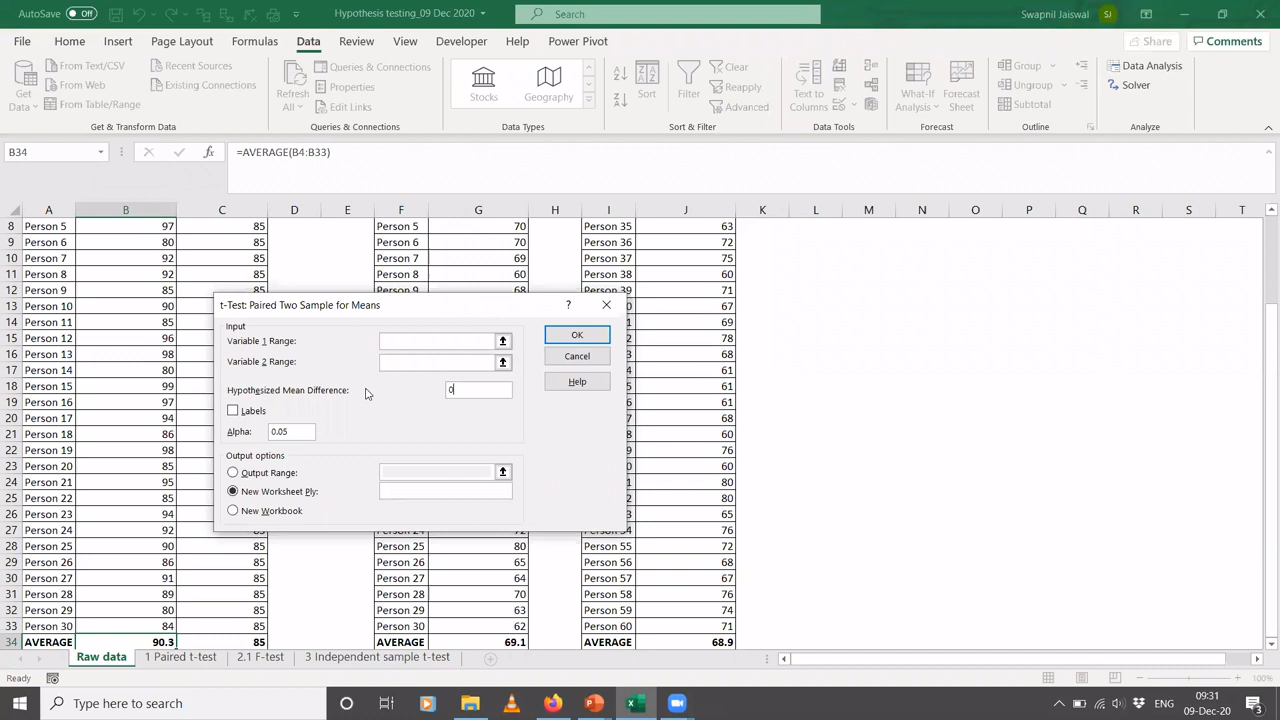 AutoSave Off Hypothesis testing_09 Dec 2020 Search Swapnil Jaiswal SJ
File Home Insert Page Layout Formulas Data Review View Developer Help Power Pivot Share Comments
Get Data From Text/CSV From Web From Table/Range Recent Sources Existing Connections
Refresh All Queries & Connections Properties Edit Links
Stocks Geography
Sort Filter Clear Reapply Advanced
Text to Columns What-If Analysis Forecast Sheet Group Ungroup Subtotal Data Analysis Solver
Get & Transform Data Queries & Connections Data Types Sort & Filter Data Tools Forecast Outline Analyze
B34 fx =AVERAGE(B4:B33)
A B C D E F G H I J K L M N O P Q R S T
8 Person 5 97 85 Person 5 70 Person 35 63
9 Person 6 80 85 Person 6 70 Person 36 72
10 Person 7 92 85 Person 7 69 Person 37 75
11 Person 8 92 85 Person 8 60 Person 38 60
12 Person 9 85 85 Person 9 68 Person 39 71
13 Person 10 90 67
14 Person 11 85 69
15 Person 12 96 78
16 Person 13 98 68
17 Person 14 80 61
18 Person 15 99 61
19 Person 16 91 61
20 Person 17 94 68
21 Person 18 86 60
22 Person 19 98 76
23 Person 20 85 60
24 Person 21 95 80
25 Person 22 85 80
26 Person 23 94 65
27 Person 24 92 76
28 Person 25 90 85 Person 25 80 Person 55 72
29 Person 26 86 85 Person 26 65 Person 56 68
30 Person 27 91 85 Person 27 64 Person 57 67
31 Person 28 89 85 Person 28 70 Person 58 68
32 Person 29 80 85 Person 29 63 Person 59 74
33 Person 30 84 85 Person 30 62 Person 60 71
34 AVERAGE 90.3 85 AVERAGE 69.1 AVERAGE 68.9
t-Test: Paired Two Sample for Means ?
Input
Variable 1 Range: OK
Variable 2 Range: Cancel
Hypothesized Mean Difference: 0 Help
Labels
Alpha: 0.05
Output options
Output Range:
New Worksheet Ply:
New Workbook
Raw data 1 Paired t-test 2.1 F-test 3 Independent sample t-test
Ready 100%
Type here to search ENG 09:31
09-Dec-20 3